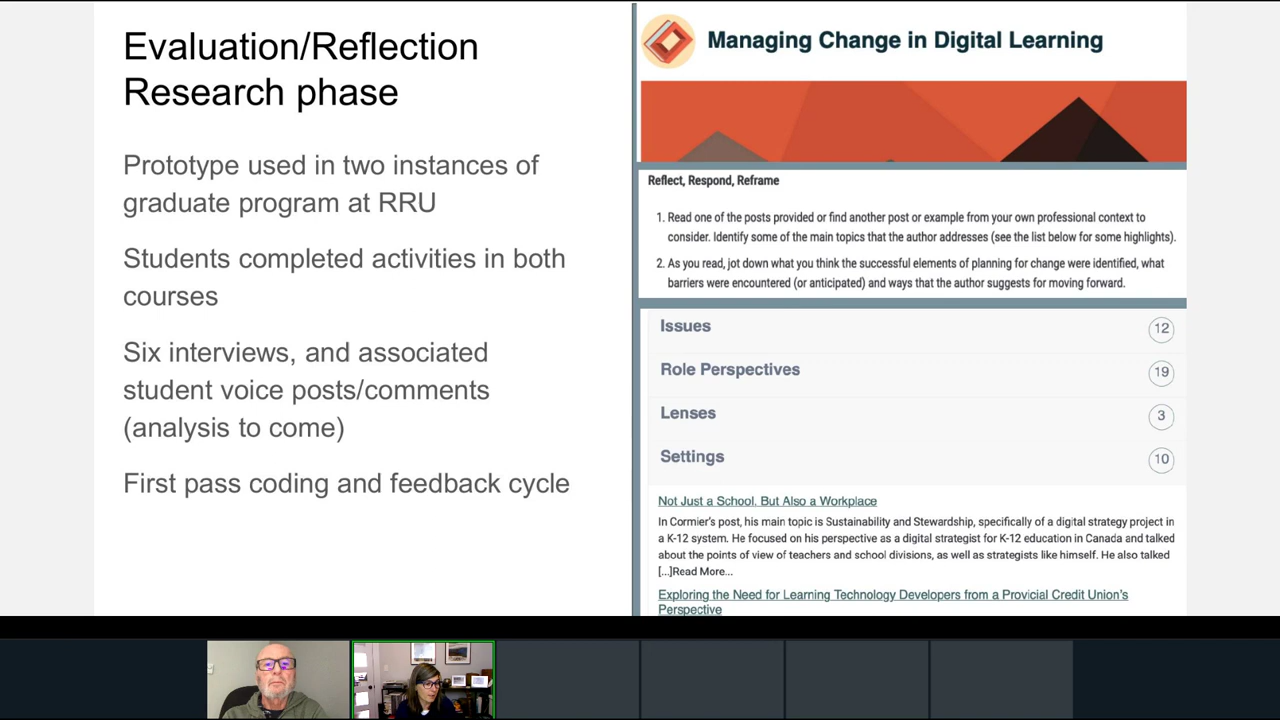 Evaluation/Reflection
Research phase
Prototype used in two instances of
graduate program at RRU
Students completed activities in both
courses
Six interviews, and associated
student voice posts/comments
(analysis to come)
First pass coding and feedback cycle
Managing Change in Digital Learning
Reflect, Respond, Reframe
1. Read one of the posts provided or find another post or example from your own professional context to
consider. Identify some of the main topics that the author addresses (see the list below for some highlights).
2. As you read, jot down what you think the successful elements of planning for change were identified, what
barriers were encountered (or anticipated) and ways that the author suggests for moving forward.
Issues 12
Role Perspectives 19
Lenses 3
Settings 10
Not Just a School. But Also a Workplace
In Cormier's post, his main topic is Sustainability and Stewardship, specifically of a digital strategy project in
a K-12 system. He focused on his perspective as a digital strategist for K-12 education in Canada and talked
about the points of view of teachers and school divisions, as well as strategists like himself. He also talked
[...]Read More...
Exploring the Need for Learning Technology Developers from a Provicial Credit Union's
Perspective